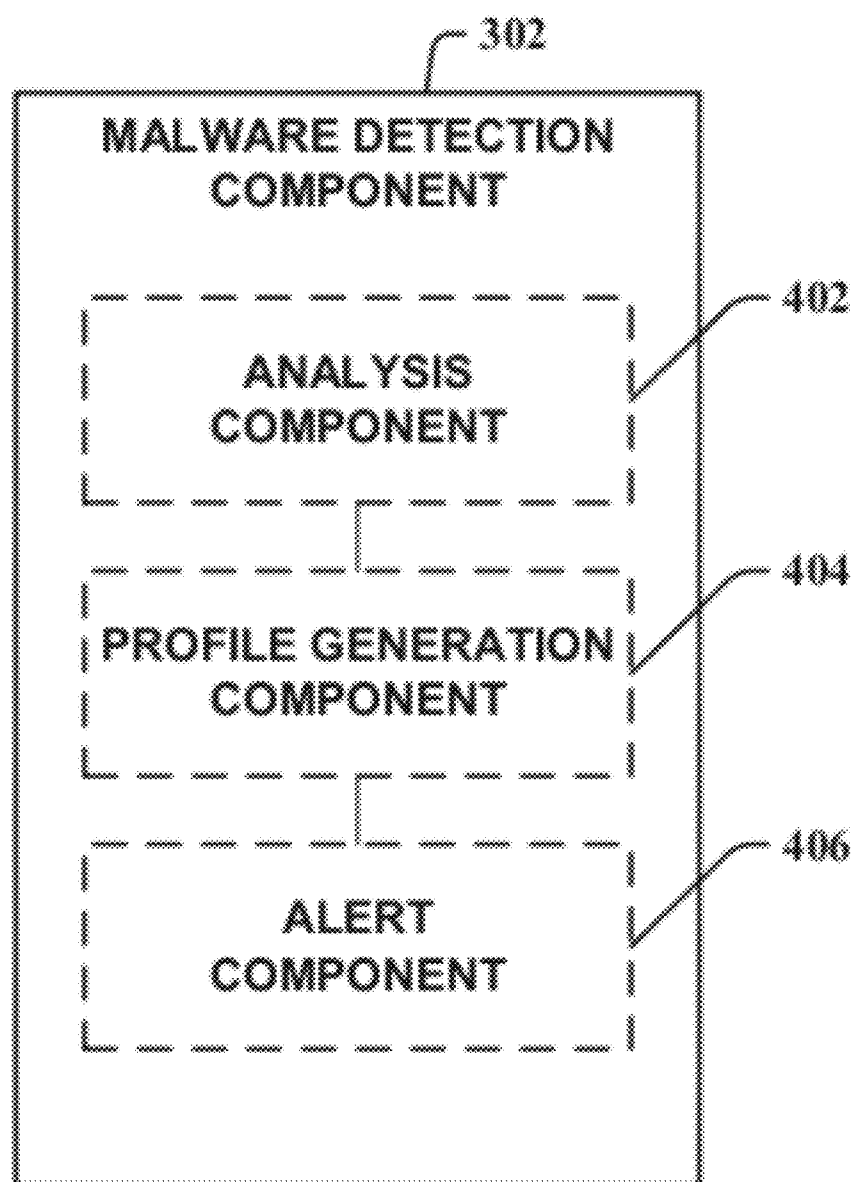 302
MALWARE DETECTION
COMPONENT
402
ANALYSIS
COMPONENT
404
PROFILE GENERATION
COMPONENT
406
ALERT
COMPONENT